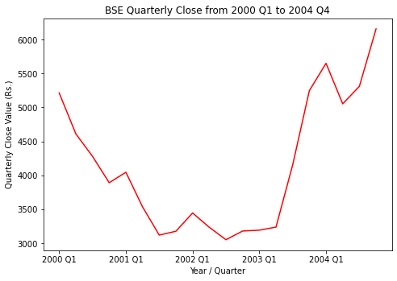 BSE Quarterly Close from 2000 Q1 to 2004 Q4
Quarterly Close Value (Rs.)
6000
5500
5000
4500
4000
3500
3000
2000 Q1 2001 Q1 2002 Q1 2003 Q1 2004 Q1
Year / Quarter